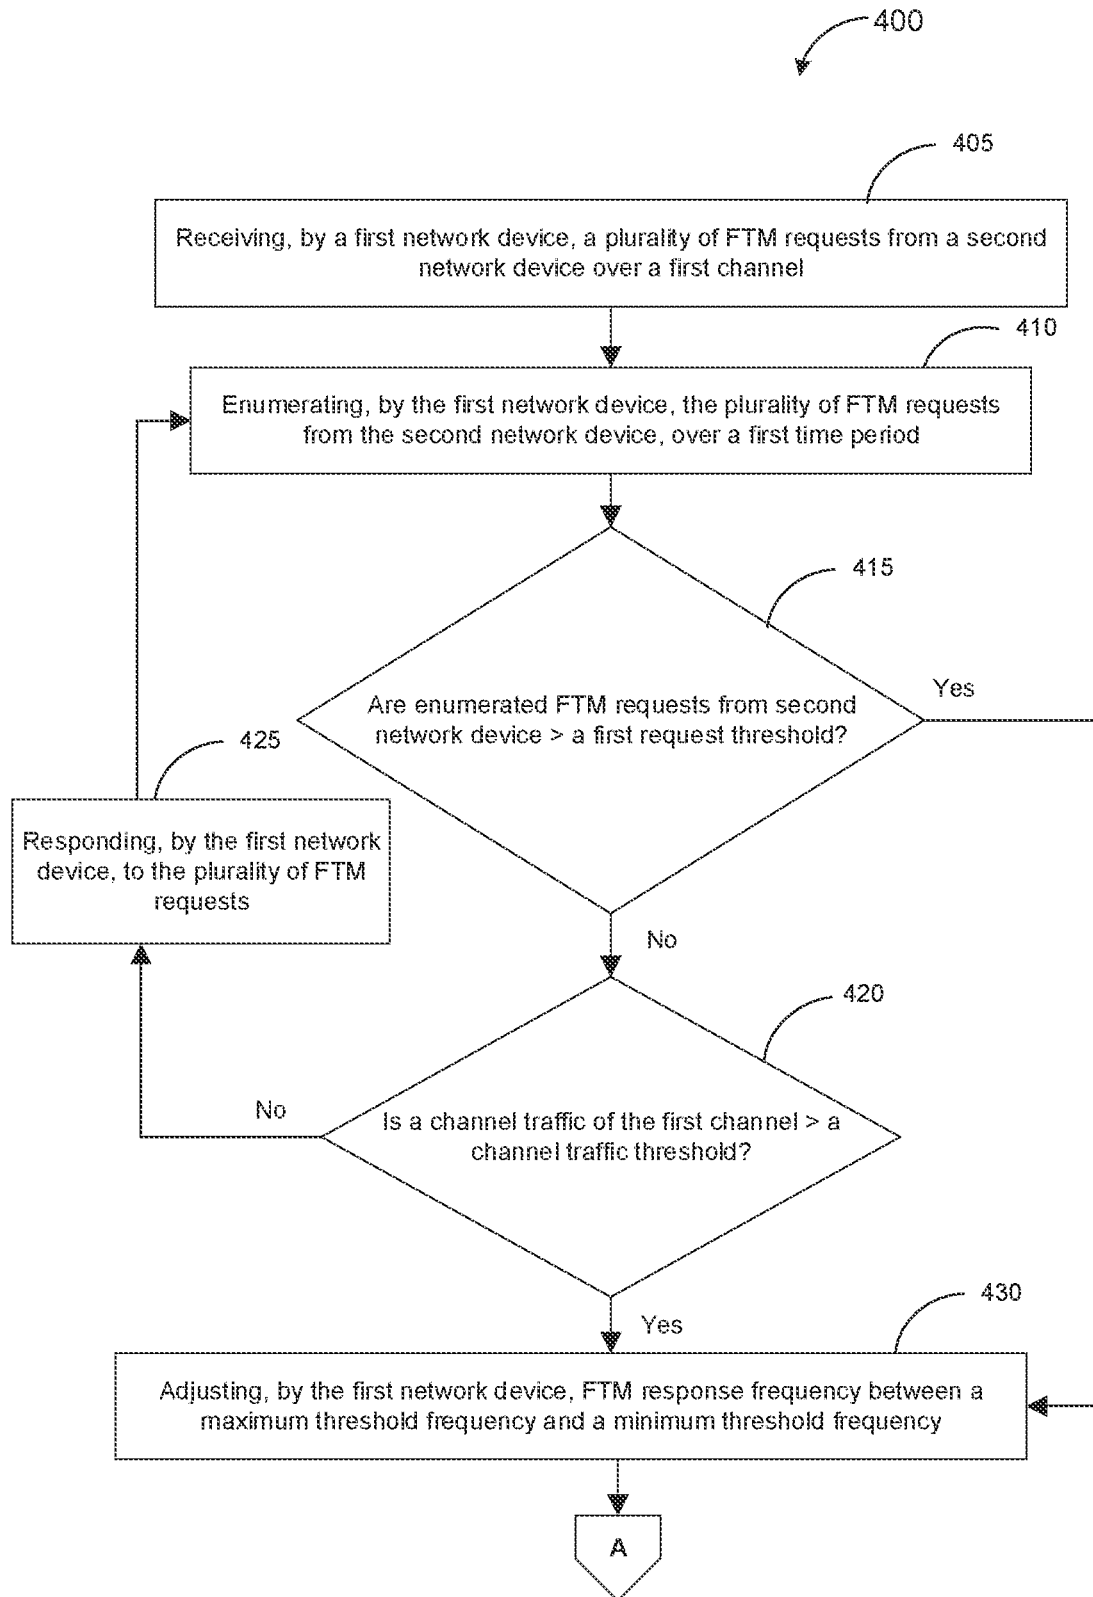 400
405
Receiving, by a first network device, a plurality of FTM requests from a second
network device over a first channel
410
Enumerating, by the first network device, the plurality of FTM requests
from the second network device, over a first time period
415
Are enumerated FTM requests from second
network device > a first request threshold?
Yes
425
Responding, by the first network
device, to the plurality of FTM
requests
No
420
Is a channel traffic of the first channel > a
channel traffic threshold?
No
Yes
430
Adjusting, by the first network device, FTM response frequency between a
maximum threshold frequency and a minimum threshold frequency
A